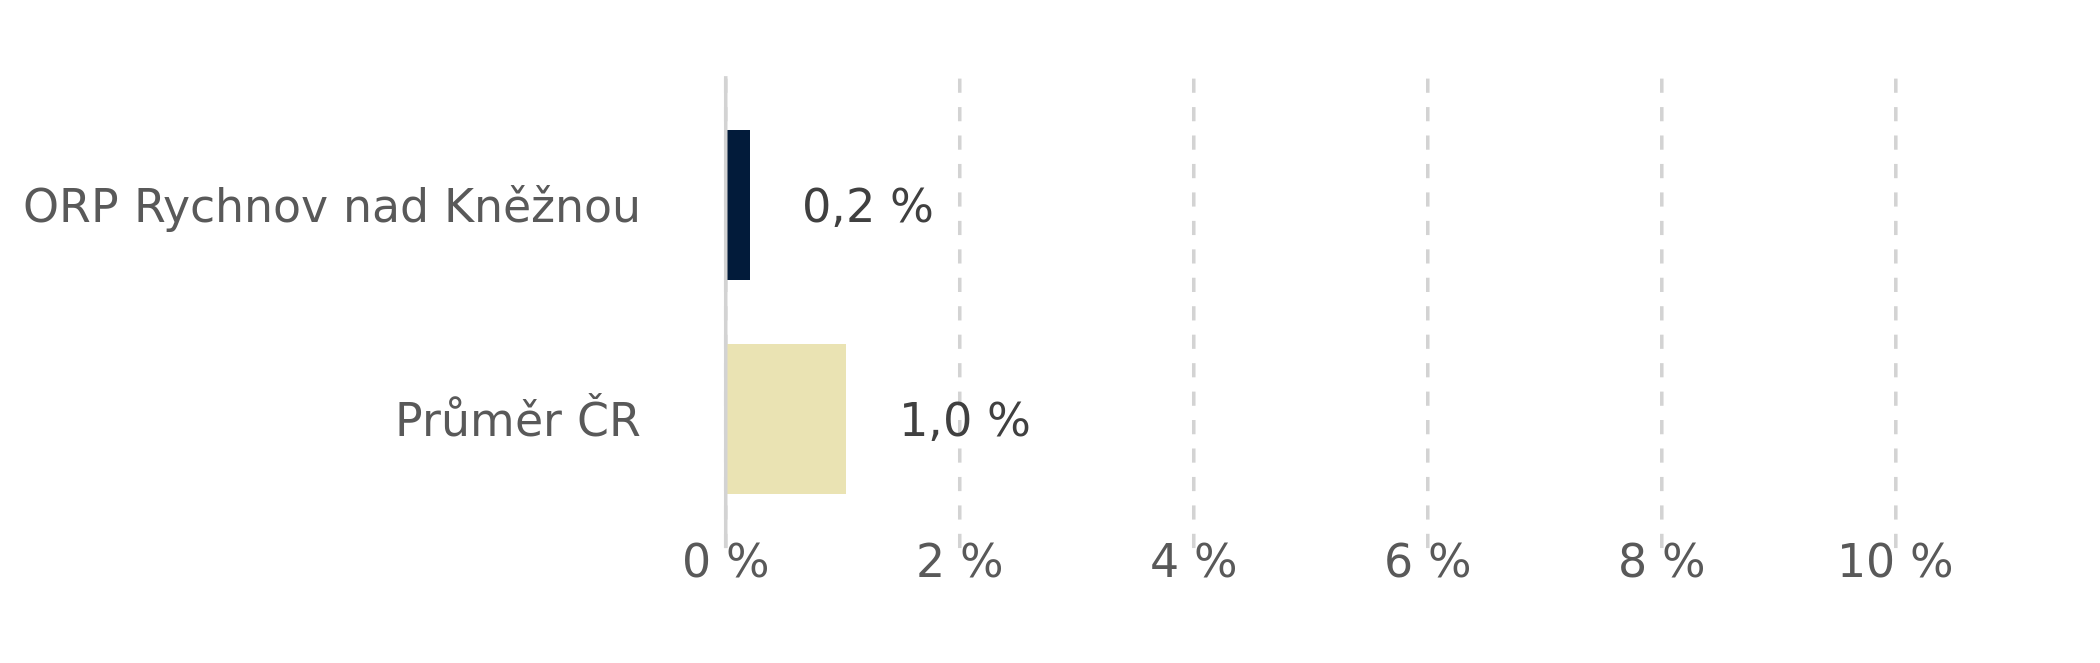 ORP Rychnov nad Kněžnou
0,2 %
Průměr ČR
1,0 %
0 % 2 % 4 % 6 % 8 % 10 %